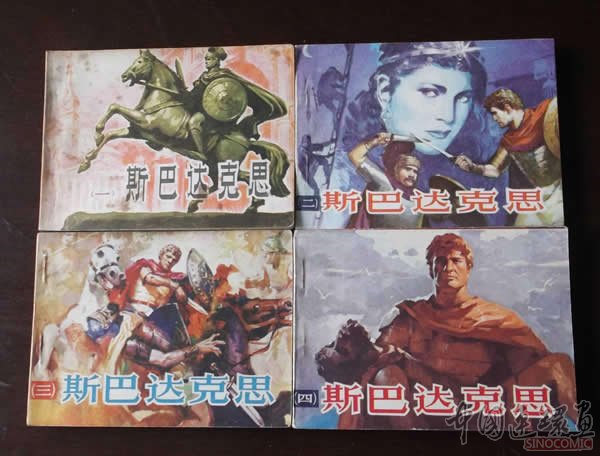 (一) 斯巴达克思
(二) 斯巴达克思
(三) 斯巴达克思
(四) 斯巴达克思
中国连环画
SINOCOMIC